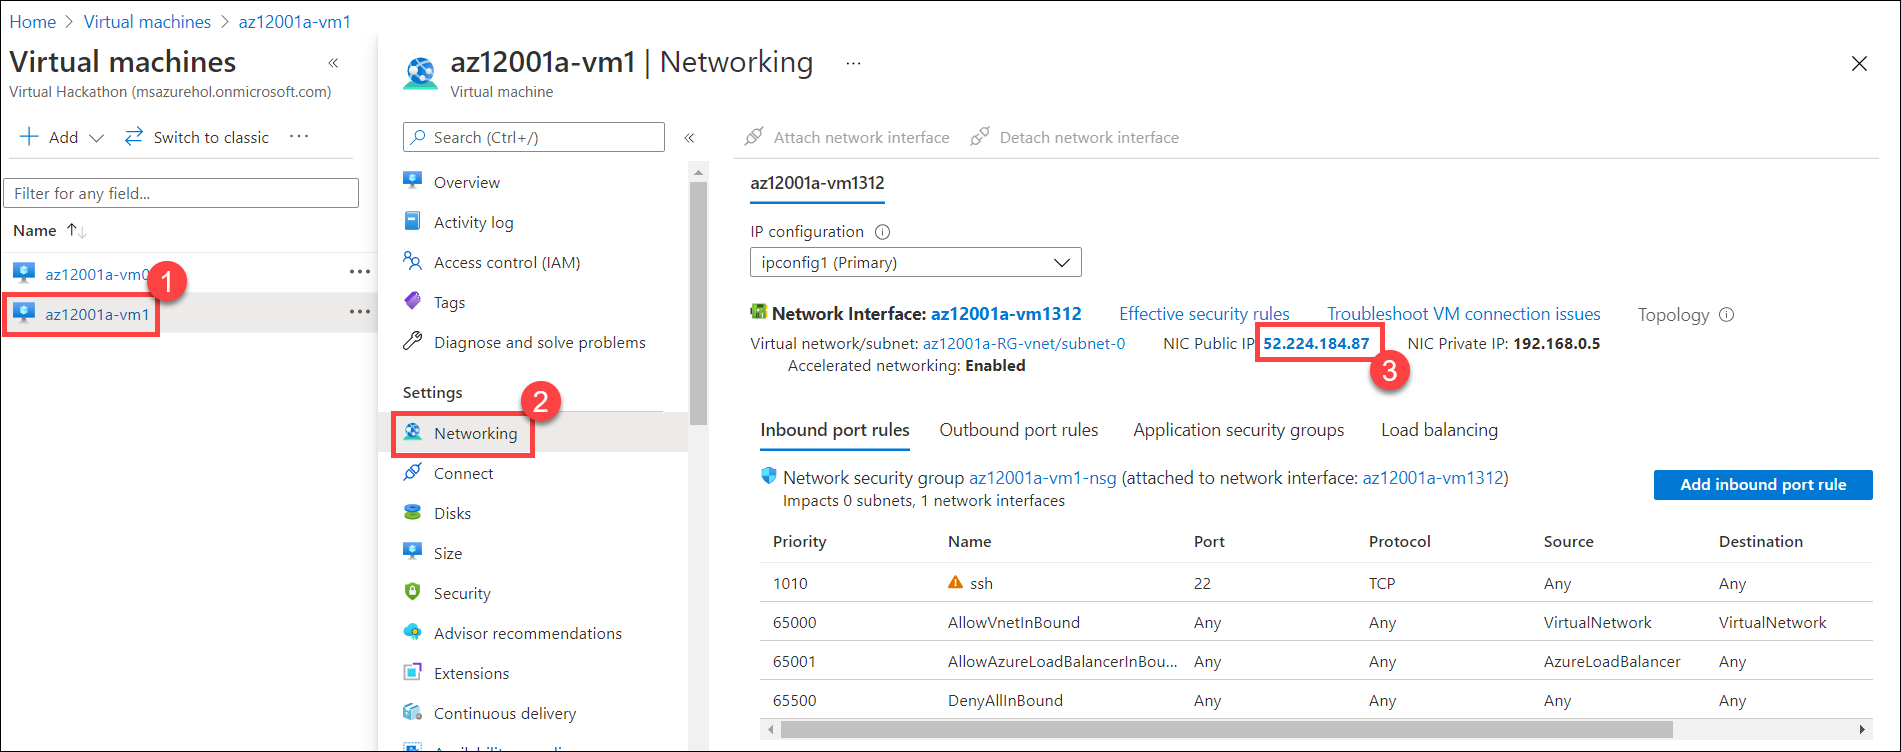 Home > Virtual machines > az12001a-vm1
Virtual machines
«
Virtual Hackathon (msazurehol.onmicrosoft.com)
Add
Switch to classic
...
Filter for any field...
Name ↑↓
az12001a-vm0
...
1
az12001a-vm1
...
az12001a-vm1 | Networking
...
Virtual machine
Search (Ctrl+/)
«
Overview
Activity log
Access control (IAM)
Tags
Diagnose and solve problems
Settings
2
Networking
Connect
Disks
Size
Security
Advisor recommendations
Extensions
Continuous delivery
Attach network interface
Detach network interface
az12001a-vm1312
IP configuration
ipconfig1 (Primary)
Network Interface: az12001a-vm1312
Effective security rules
Troubleshoot VM connection issues
Topology
Virtual network/subnet: az12001a-RG-vnet/subnet-0
NIC Public IP
52.224.184.87
NIC Private IP: 192.168.0.5
3
Accelerated networking: Enabled
Inbound port rules
Outbound port rules
Application security groups
Load balancing
Network security group az12001a-vm1-nsg (attached to network interface: az12001a-vm1312)
Impacts 0 subnets, 1 network interfaces
Add inbound port rule
Priority Name Port Protocol Source Destination
1010 ssh 22 TCP Any Any
65000 AllowVnetInBound Any Any VirtualNetwork VirtualNetwork
65001 AllowAzureLoadBalancerInBou... Any Any AzureLoadBalancer Any
65500 DenyAllInBound Any Any Any Any